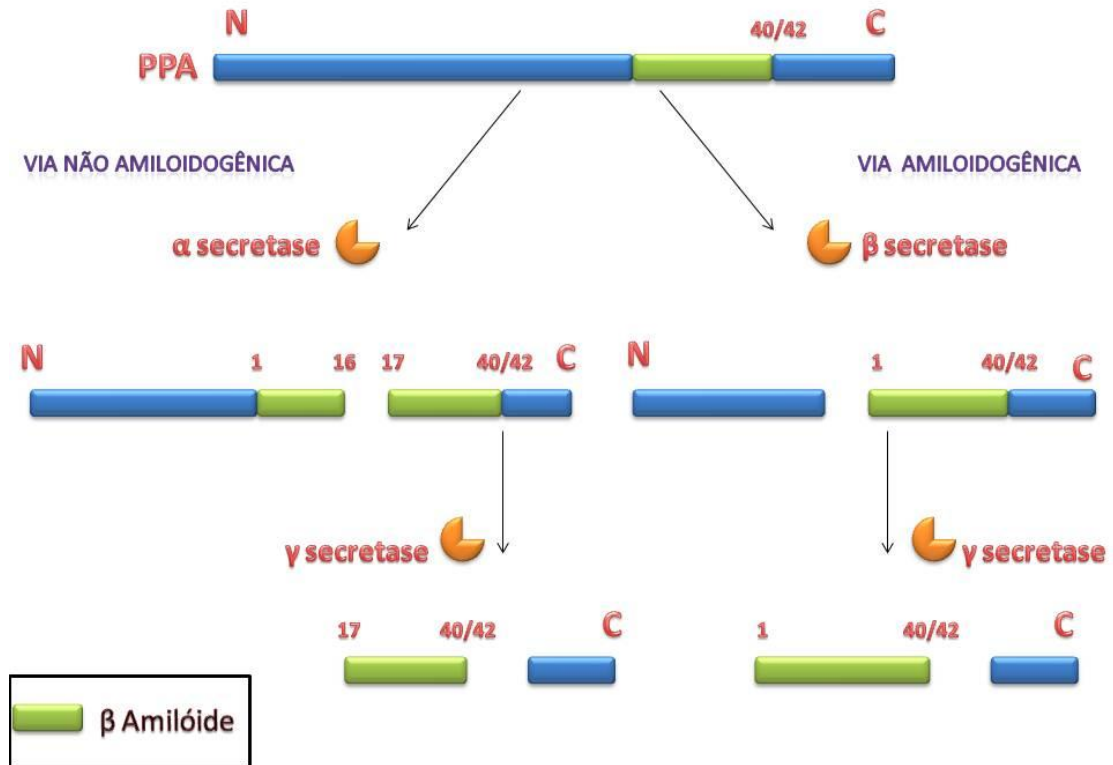 N 40/42 C
PPA
VIA NÃO AMILOIDOGÊNICA VIA AMILOIDOGÊNICA
α secretase β secretase
N 1 16 17 40/42 C N 1 40/42 C
γ secretase γ secretase
17 40/42 C 1 40/42 C
β Amilóide